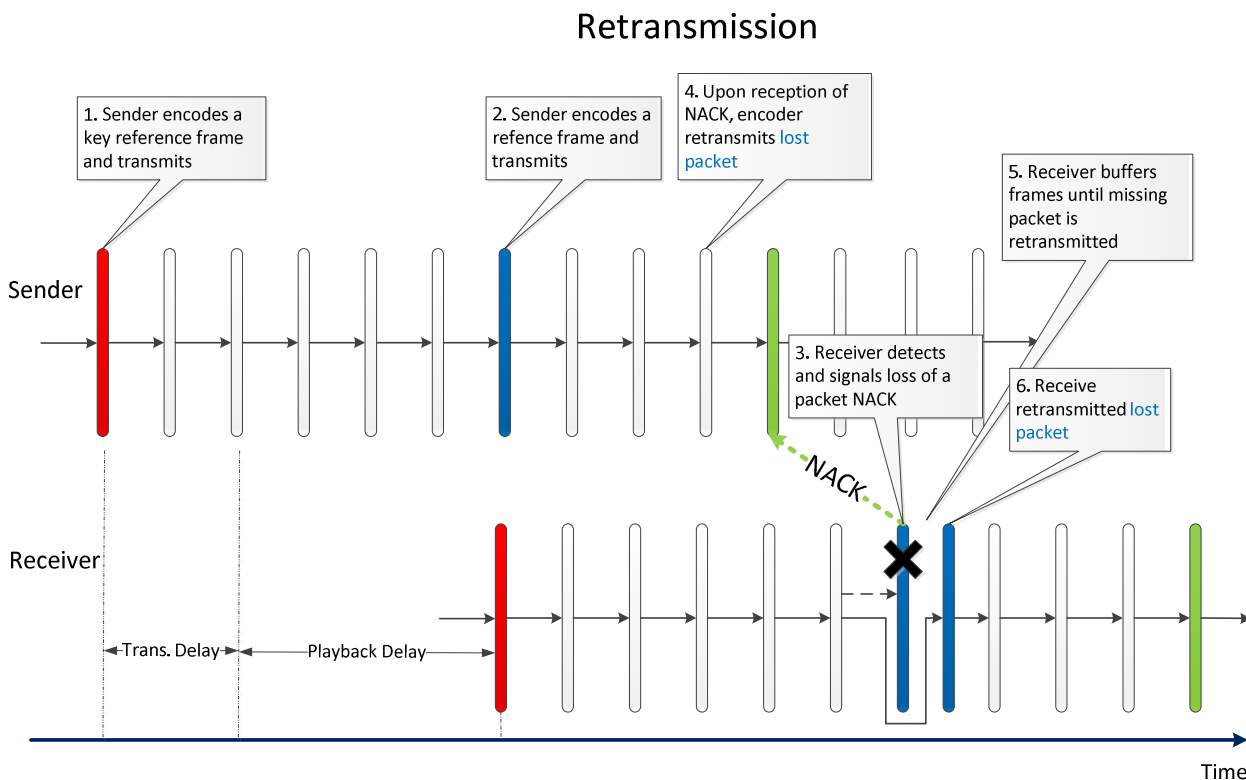 Retransmission
1. Sender encodes a
key reference frame
and transmits
2. Sender encodes a
refence frame and
transmits
4. Upon reception of
NACK, encoder
retransmits lost
packet
5. Receiver buffers
frames until missing
packet is
retransmitted
Sender
3. Receiver detects
and signals loss of a
packet NACK
6. Receive
retransmitted lost
packet
NACK
Receiver
Trans. Delay
Playback Delay
Time